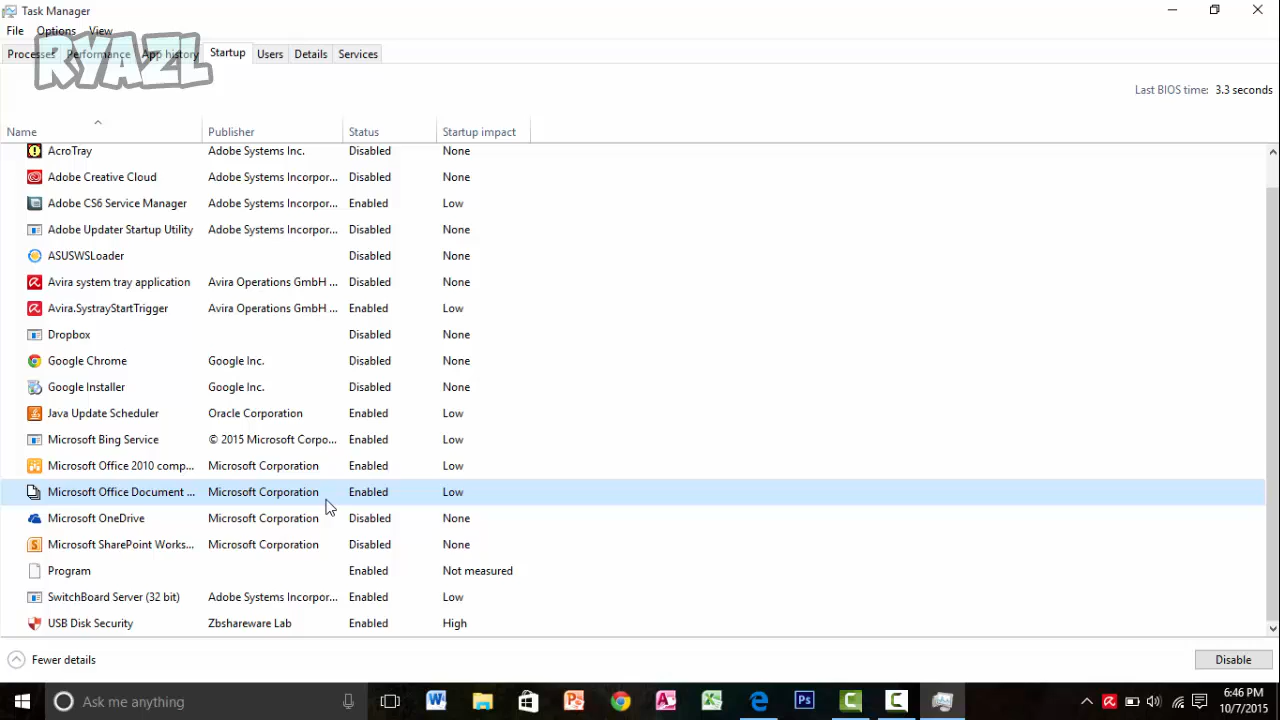 Task Manager
File Options View
RYAZL
Processes Performance App history Startup Users Details Services
Last BIOS time: 3.3 seconds
Name Publisher Status Startup impact
AcroTray Adobe Systems Inc. Disabled None
Adobe Creative Cloud Adobe Systems Incorpor... Disabled None
Adobe CS6 Service Manager Adobe Systems Incorpor... Enabled Low
Adobe Updater Startup Utility Adobe Systems Incorpor... Disabled None
ASUSWSLoader Disabled None
Avira system tray application Avira Operations GmbH ... Disabled None
Avira.SystrayStartTrigger Avira Operations GmbH ... Enabled Low
Dropbox Disabled None
Google Chrome Google Inc. Disabled None
Google Installer Google Inc. Disabled None
Java Update Scheduler Oracle Corporation Enabled Low
Microsoft Bing Service © 2015 Microsoft Corpo... Enabled Low
Microsoft Office 2010 comp... Microsoft Corporation Enabled Low
Microsoft Office Document ... Microsoft Corporation Enabled Low
Microsoft OneDrive Microsoft Corporation Disabled None
Microsoft SharePoint Works... Microsoft Corporation Disabled None
Program Enabled Not measured
SwitchBoard Server (32 bit) Adobe Systems Incorpor... Enabled Low
USB Disk Security Zbshareware Lab Enabled High
Fewer details Disable
Ask me anything 6:46 PM
10/7/2015